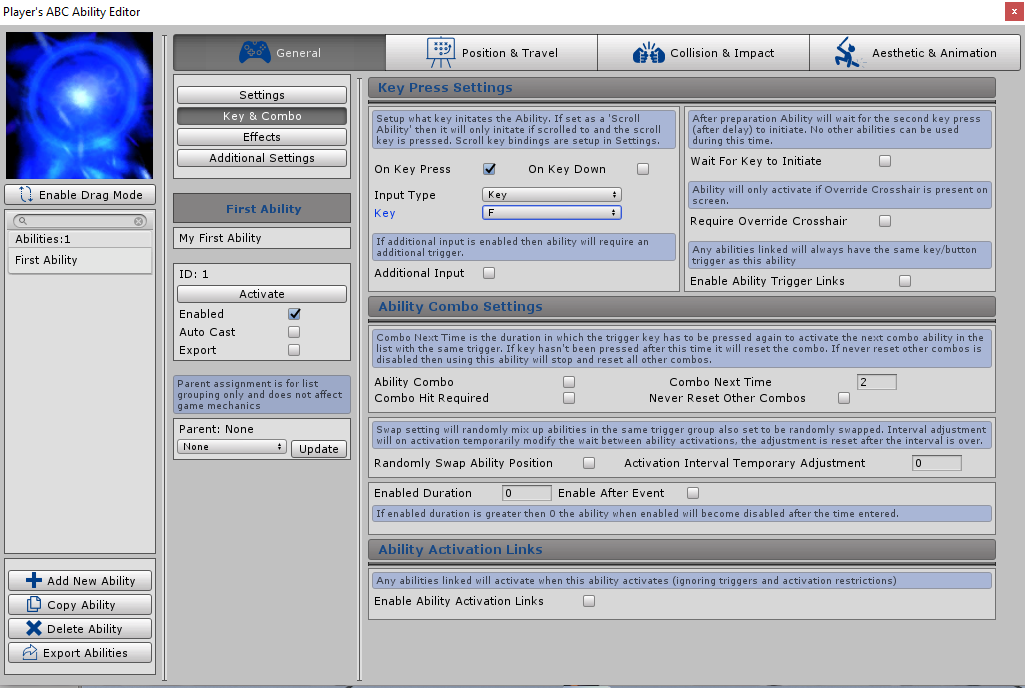 Player's ABC Ability Editor
x
General
Position & Travel
Collision & Impact
Aesthetic & Animation
Enable Drag Mode
Abilities:1
First Ability
Add New Ability
Copy Ability
Delete Ability
Export Abilities
Settings
Key & Combo
Effects
Additional Settings
First Ability
My First Ability
ID: 1
Activate
Enabled
Auto Cast
Export
Parent assignment is for list
grouping only and does not affect
game mechanics
Parent: None
None
Update
Key Press Settings
Setup what key initates the Ability. If set as a 'Scroll
Ability' then it will only initate if scrolled to and the scroll
key is pressed. Scroll key bindings are setup in Settings.
On Key Press
On Key Down
Input Type
Key
Key
F
If additional input is enabled then ability will require an
additional trigger.
Additional Input
After preparation Ability will wait for the second key press
(after delay) to initiate. No other abilities can be used
during this time.
Wait For Key to Initiate
Ability will only activate if Override Crosshair is present on
screen.
Require Override Crosshair
Any abilities linked will always have the same key/button
trigger as this ability
Enable Ability Trigger Links
Ability Combo Settings
Combo Next Time is the duration in which the trigger key has to be pressed again to activate the next combo ability in the
list with the same trigger. If key hasn't been pressed after this time it will reset the combo. If never reset other combos is
disabled then using this ability will stop and reset all other combos.
Ability Combo
Combo Next Time
2
Combo Hit Required
Never Reset Other Combos
Swap setting will randomly mix up abilities in the same trigger group also set to be randomly swapped. Interval adjustment
will on activation temporarily modify the wait between ability activations, the adjustment is reset after the interval is over.
Randomly Swap Ability Position
Activation Interval Temporary Adjustment
0
Enabled Duration
0
Enable After Event
If enabled duration is greater then 0 the ability when enabled will become disabled after the time entered.
Ability Activation Links
Any abilities linked will activate when this ability activates (ignoring triggers and activation restrictions)
Enable Ability Activation Links